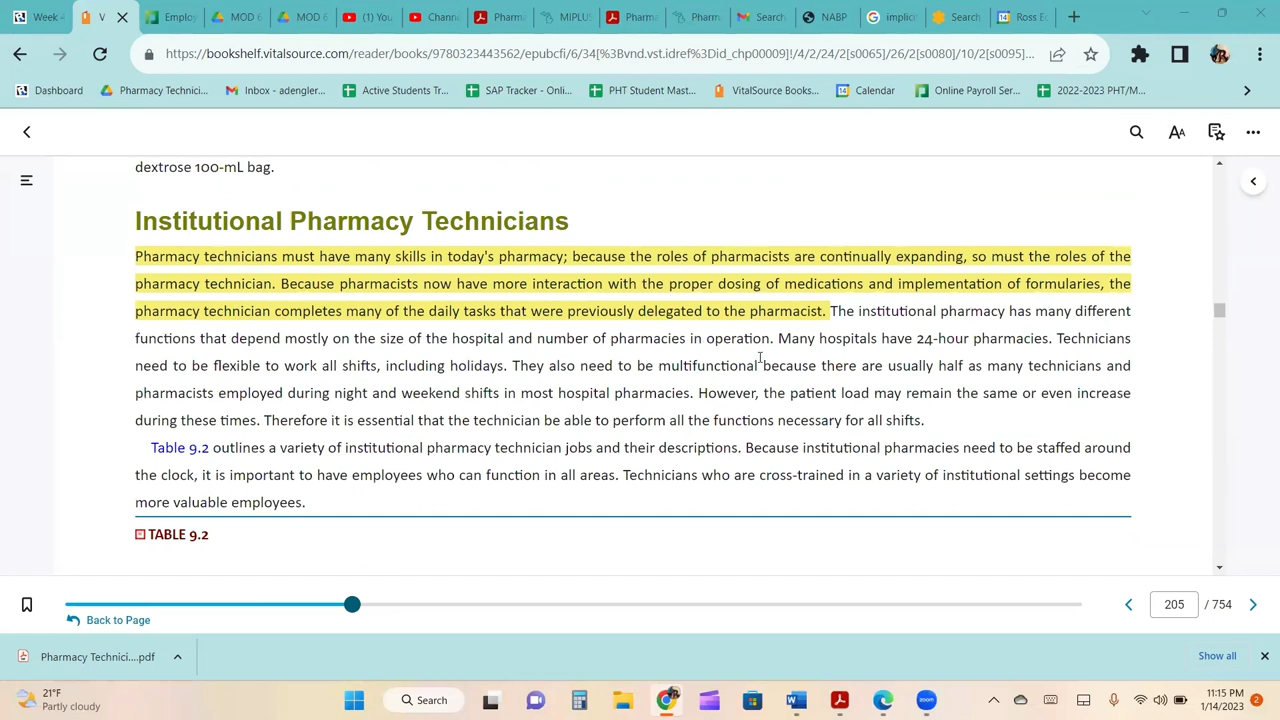 Week 4
V
Employ
MOD 6
MOD 6
(1) You
Chann
Pharma
MIPLUS
Pharma
Pharm
Search
NABP
implic
Search
Ross E
https://bookshelf.vitalsource.com/reader/books/9780323443562/epubcfi/6/34[%3Bvnd.vst.idref%3Did_chp00009]!/4/2/24/2[s0065]/26/2[s0080]/10/2[s0095]...
Dashboard
Pharmacy Technici...
Inbox - adengler...
Active Students Tr...
SAP Tracker - Onli...
PHT Student Mast...
VitalSource Books...
Calendar
Online Payroll Ser...
2022-2023 PHT/M...
dextrose 100-mL bag.
Institutional Pharmacy Technicians
Pharmacy technicians must have many skills in today's pharmacy; because the roles of pharmacists are continually expanding, so must the roles of the
pharmacy technician. Because pharmacists now have more interaction with the proper dosing of medications and implementation of formularies, the
pharmacy technician completes many of the daily tasks that were previously delegated to the pharmacist. The institutional pharmacy has many different
functions that depend mostly on the size of the hospital and number of pharmacies in operation. Many hospitals have 24-hour pharmacies. Technicians
need to be flexible to work all shifts, including holidays. They also need to be multifunctional because there are usually half as many technicians and
pharmacists employed during night and weekend shifts in most hospital pharmacies. However, the patient load may remain the same or even increase
during these times. Therefore it is essential that the technician be able to perform all the functions necessary for all shifts.
Table 9.2 outlines a variety of institutional pharmacy technician jobs and their descriptions. Because institutional pharmacies need to be staffed around
the clock, it is important to have employees who can function in all areas. Technicians who are cross-trained in a variety of institutional settings become
more valuable employees.
TABLE 9.2
205 / 754
Back to Page
Pharmacy Technici....pdf
Show all
21°F
Partly cloudy
Search
11:15 PM
1/14/2023
2